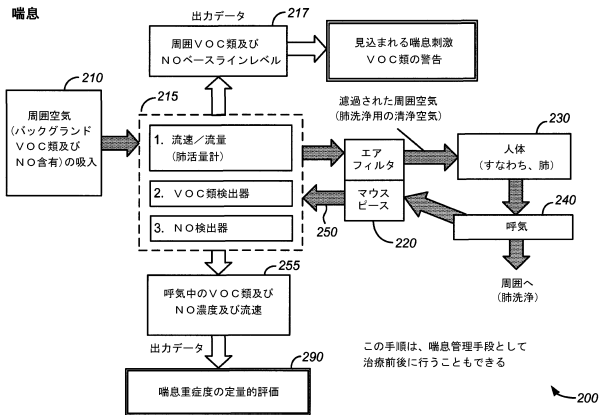 喘息
出力データ
217
周囲VOC類及び
NOベースラインレベル
見込まれる喘息刺激
VOC類の警告
210
周囲空気
(バックグランド
VOC類及び
NO含有)の吸入
215
1. 流速/流量
(肺活量計)
2. VOC類検出器
3. NO検出器
濾過された周囲空気
(肺洗浄用の清浄空気)
エア
フィルタ
マウス
ピース
220
250
230
人体
(すなわち、肺)
240
呼気
周囲へ
(肺洗浄)
255
呼気中のVOC類及び
NO濃度及び流速
出力データ
290
喘息重症度の定量的評価
この手順は、喘息管理手段として
治療前後に行うこともできる
200